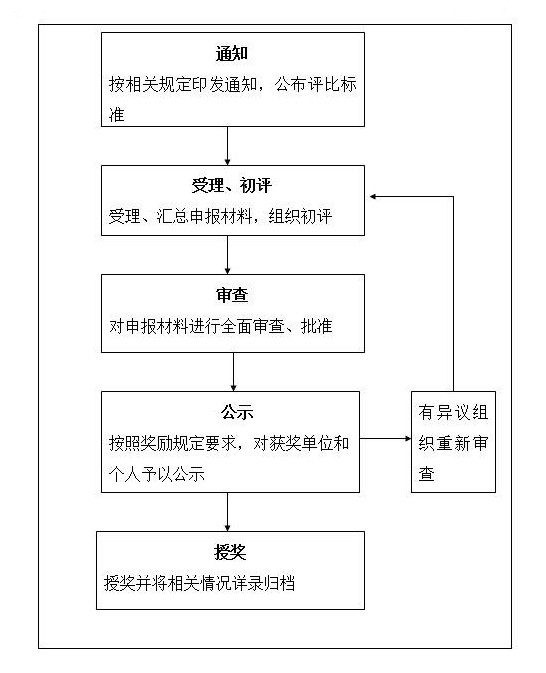 通知
按相关规定印发通知，公布评比标
准
受理、初评
受理、汇总申报材料，组织初评
审查
对申报材料进行全面审查、批准
公示
按照奖励规定要求，对获奖单位和
个人予以公示
有异议组
织重新审
查
授奖
授奖并将相关情况详录归档